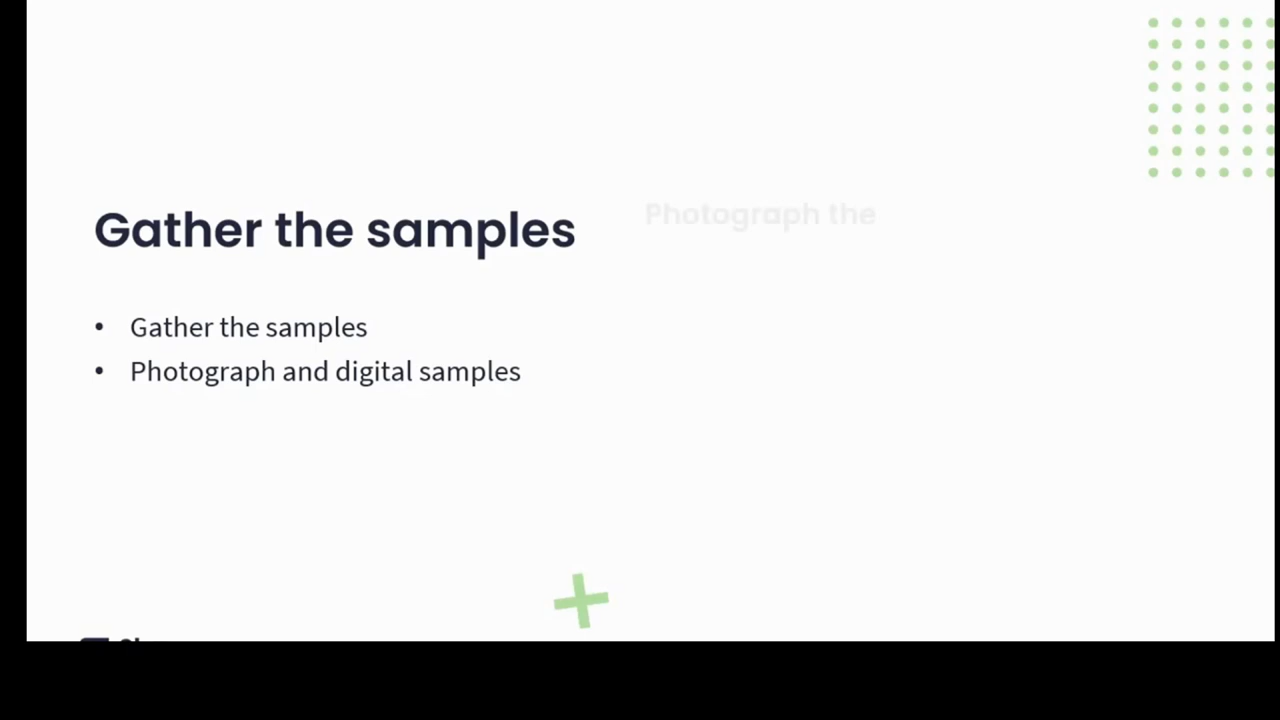 Gather the samples
Photograph the
• Gather the samples
• Photograph and digital samples